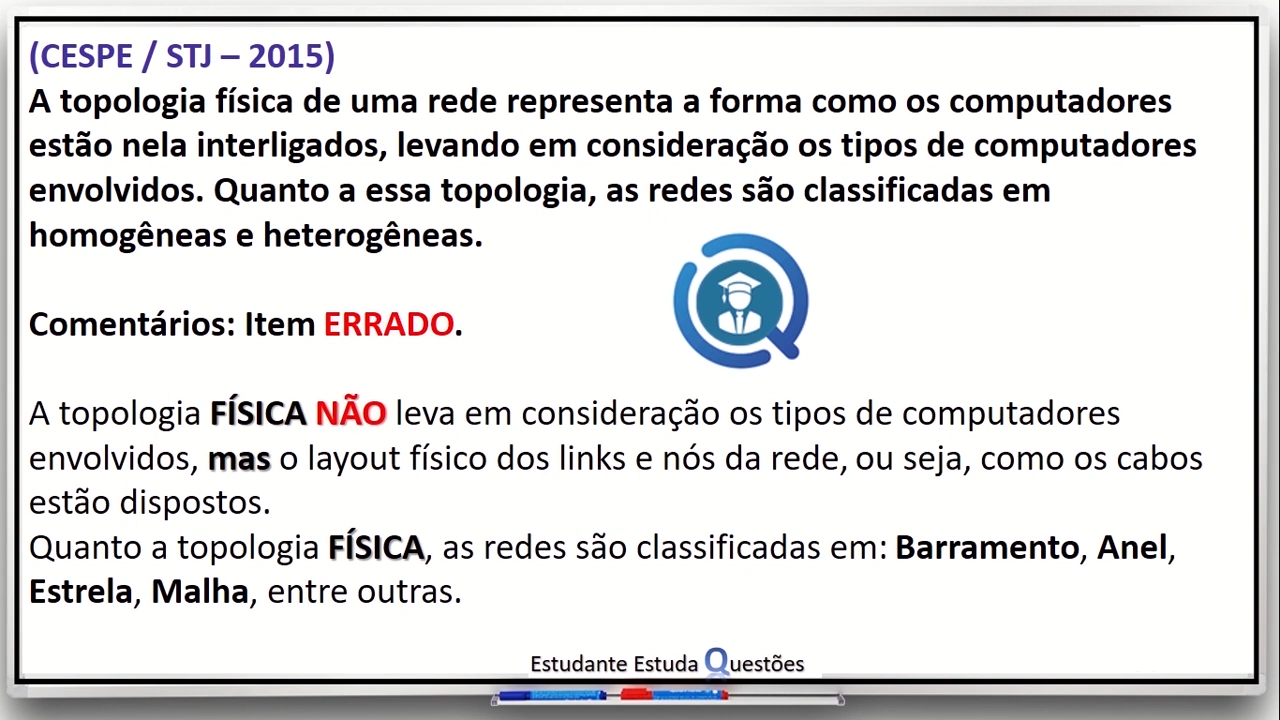 (CESPE / STJ – 2015)
A topologia física de uma rede representa a forma como os computadores
estão nela interligados, levando em consideração os tipos de computadores
envolvidos. Quanto a essa topologia, as redes são classificadas em
homogêneas e heterogêneas.
Comentários: Item ERRADO.
A topologia FÍSICA NÃO leva em consideração os tipos de computadores
envolvidos, mas o layout físico dos links e nós da rede, ou seja, como os cabos
estão dispostos.
Quanto a topologia FÍSICA, as redes são classificadas em: Barramento, Anel,
Estrela, Malha, entre outras.
Estudante Estuda Questões